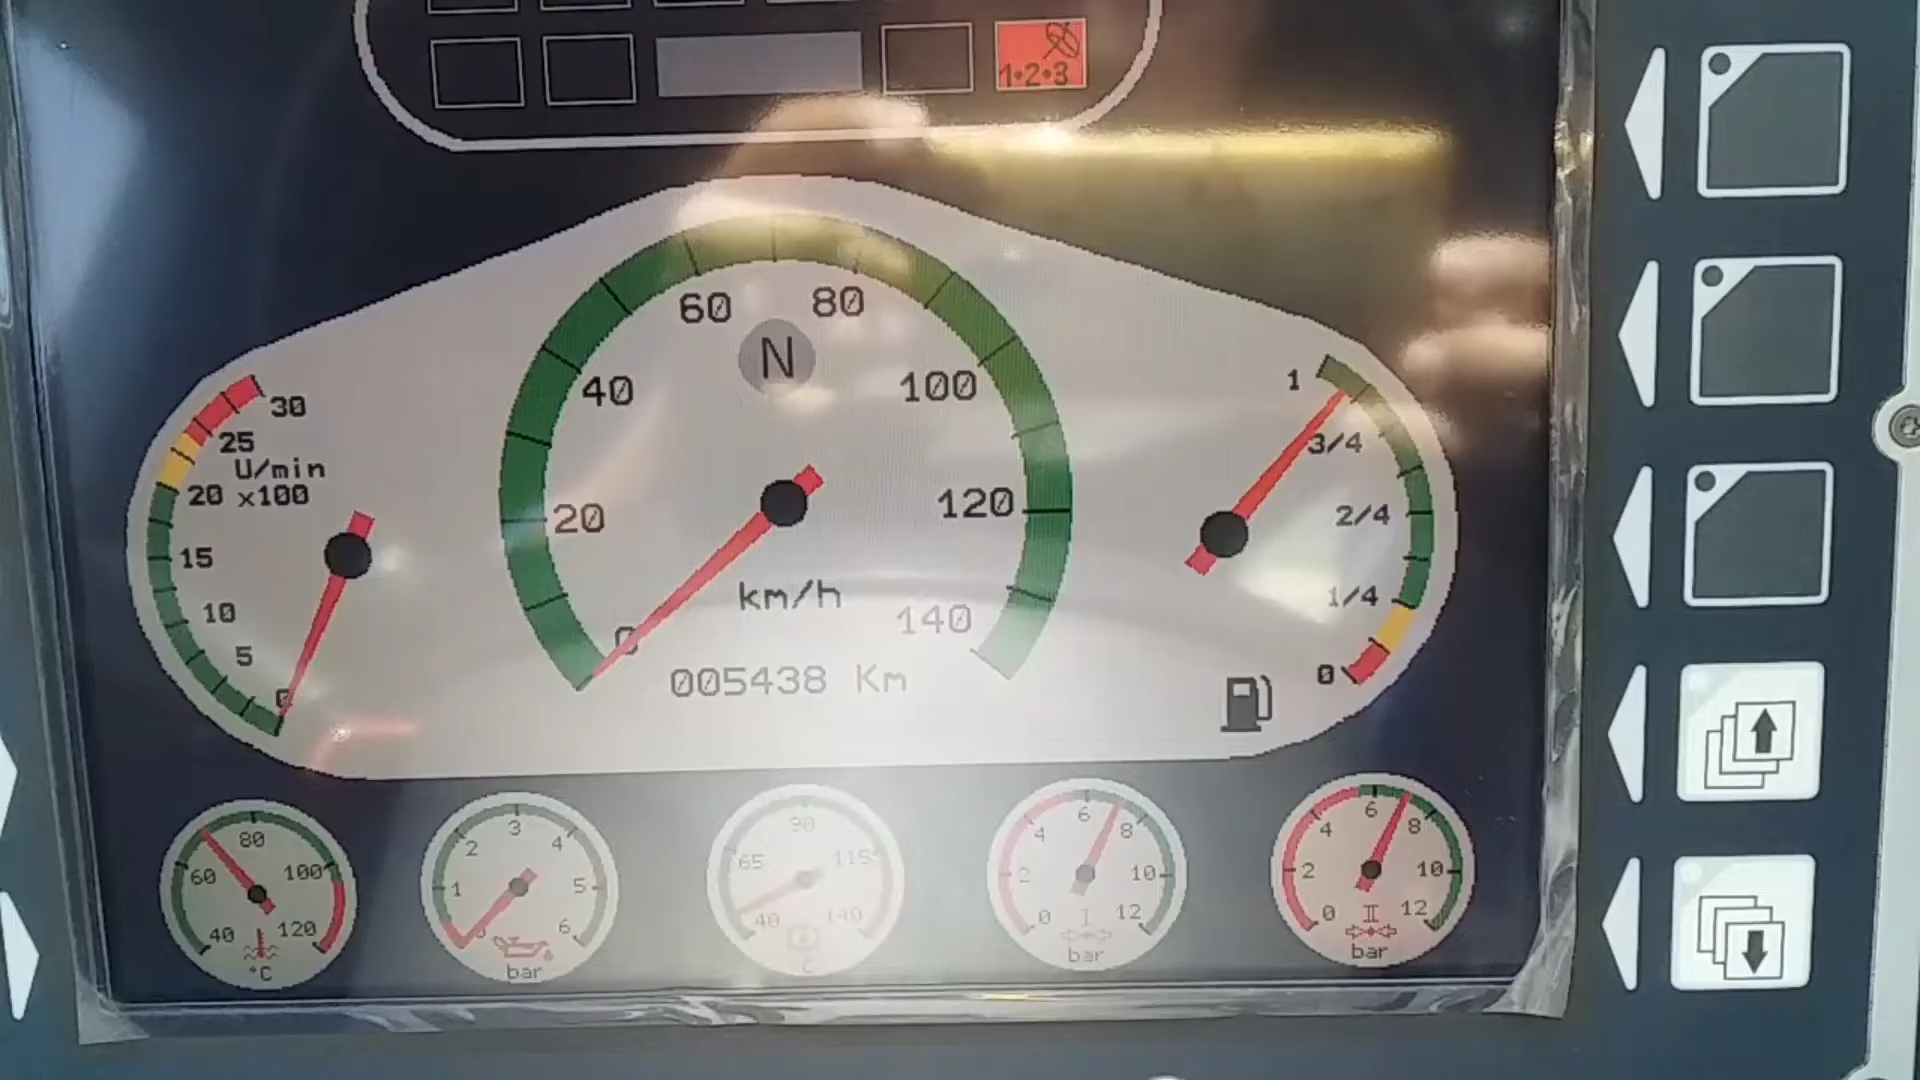 1•2•3
60 80
N
40 100
20 120
0 140
km/h
005438 Km
30
25
U/min
20 x100
15
10
5
0
1
3/4
2/4
1/4
0
80
60 100
40 120
°C
3
2 4
1 5
6
bar
90
65 115
40 140
°C
6
4 8
2 10
0 I 12
bar
6
4 8
2 10
0 II 12
bar